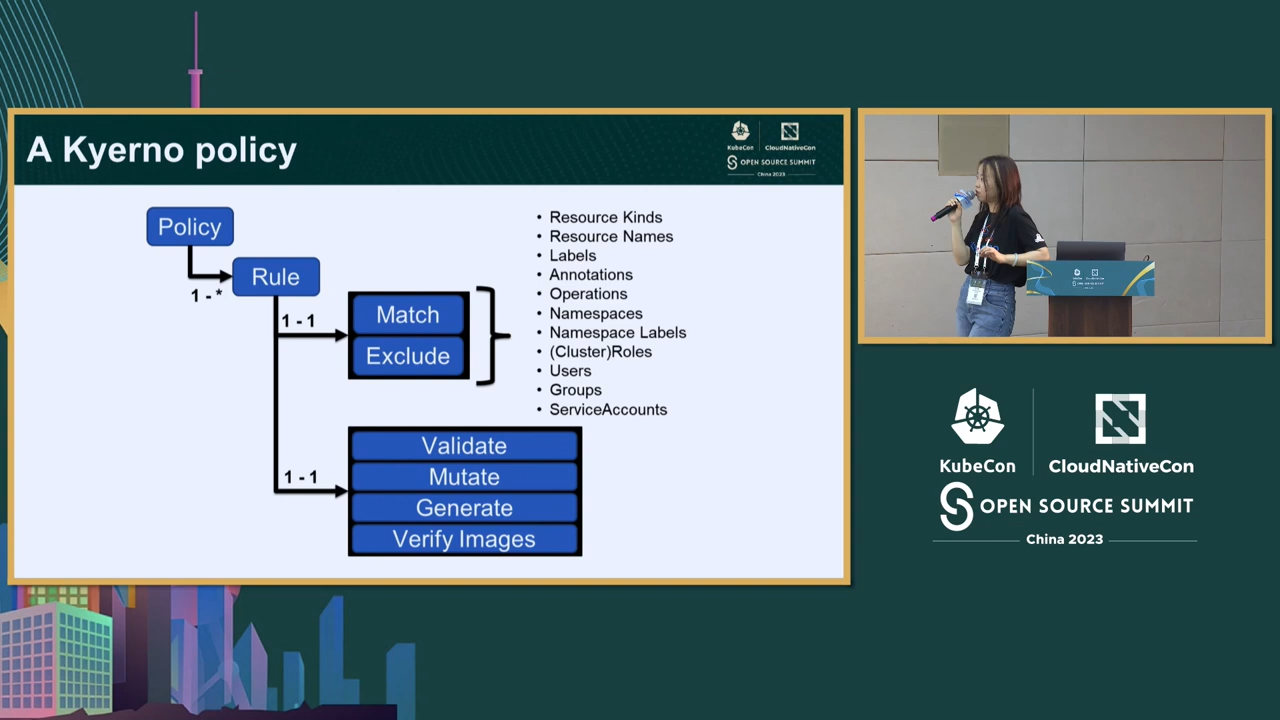 A Kyerno policy
KubeCon
CloudNativeCon
OPEN SOURCE SUMMIT
China 2023
Policy
Rule
1 - *
1 - 1
Match
Exclude
• Resource Kinds
• Resource Names
• Labels
• Annotations
• Operations
• Namespaces
• Namespace Labels
• (Cluster)Roles
• Users
• Groups
• ServiceAccounts
1 - 1
Validate
Mutate
Generate
Verify Images
KubeCon
CloudNativeCon
OPEN SOURCE SUMMIT
China 2023